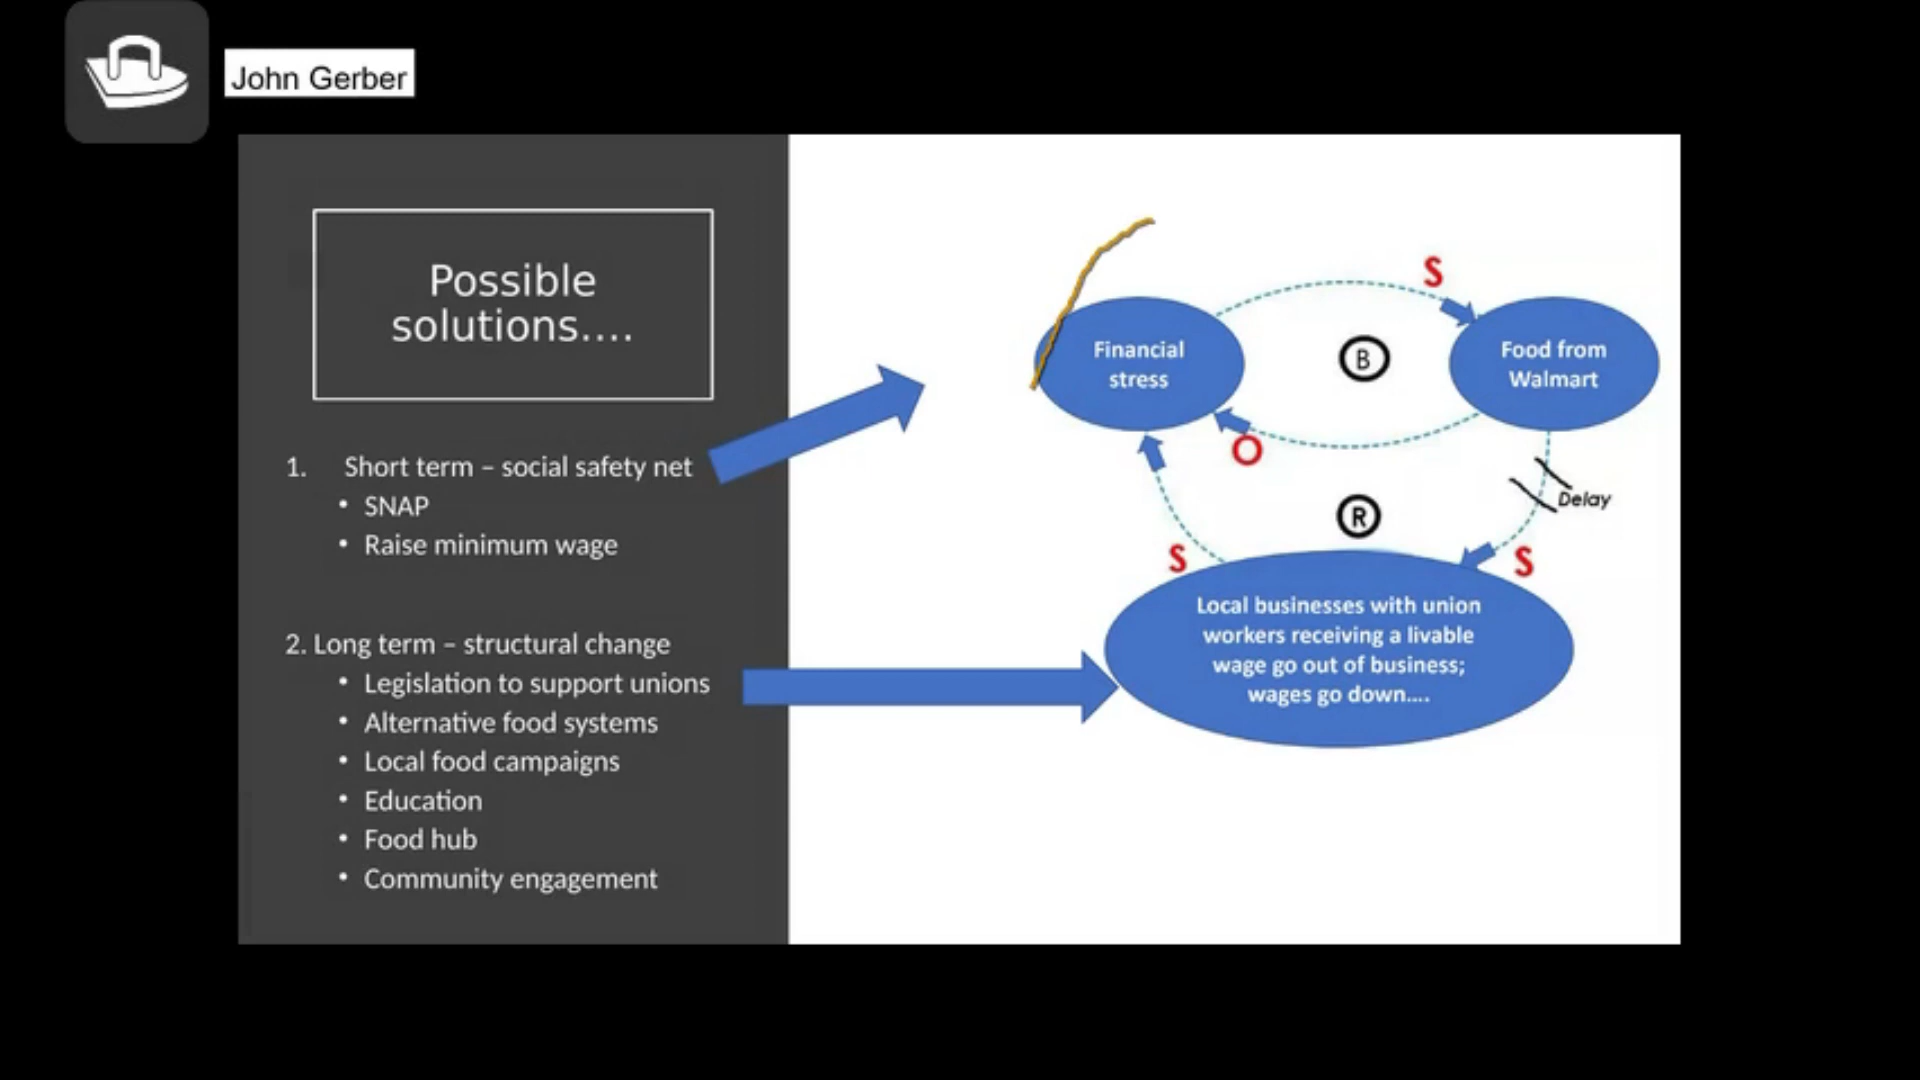 John Gerber
Possible
solutions....
1. Short term – social safety net
• SNAP
• Raise minimum wage
2. Long term – structural change
• Legislation to support unions
• Alternative food systems
• Local food campaigns
• Education
• Food hub
• Community engagement
S
Financial
stress
B
Food from
Walmart
O
Delay
R
S
S
Local businesses with union
workers receiving a livable
wage go out of business;
wages go down....